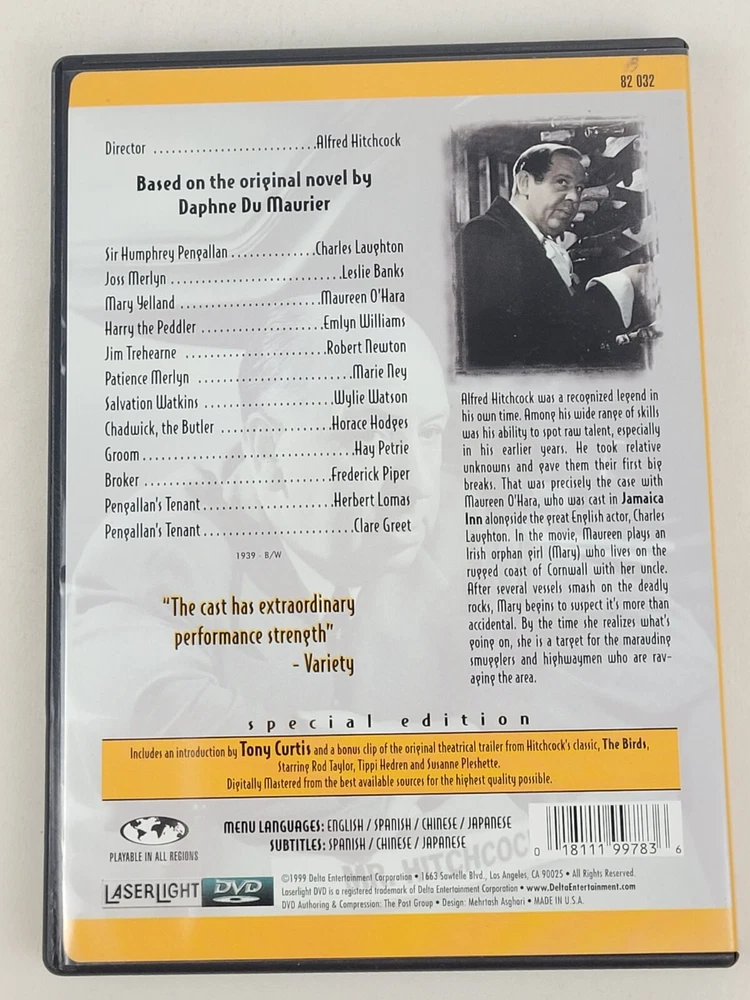 82 032
Director ..........................Alfred Hitchcock
Based on the original novel by
Daphne Du Maurier
Sir Humphrey Pengallan .............Charles Laughton
Joss Merlyn ...........................Leslie Banks
Mary Yelland .....................Maureen O'Hara
Harry the Peddler ..................Emlyn Williams
Jim Trehearne .....................Robert Newton
Patience Merlyn .......................Marie Ney
Salvation Watkins ...................Wylie Watson
Chadwick, the Butler ...............Horace Hodges
Groom ................................Hay Petrie
Broker ............................Frederick Piper
Pengallan's Tenant ..................Herbert Lomas
Pengallan's Tenant .....................Clare Greet
1939 - B/W
"The cast has extraordinary
performance strength"
- Variety
Alfred Hitchcock was a recognized legend in
his own time. Among his wide range of skills
was his ability to spot raw talent, especially
in his earlier years. He took relative
unknowns and gave them their first big
breaks. That was precisely the case with
Maureen O'Hara, who was cast in Jamaica
Inn alongside the great English actor, Charles
Laughton. In the movie, Maureen plays an
Irish orphan girl (Mary) who lives on the
rugged coast of Cornwall with her uncle.
After several vessels smash on the deadly
rocks, Mary begins to suspect it's more than
accidental. By the time she realizes what's
going on, she is a target for the marauding
smugglers and highwaymen who are rav-
aging the area.
special edition
Includes an introduction by Tony Curtis and a bonus clip of the original theatrical trailer from Hitchcock's classic, The Birds,
Starring Rod Taylor, Tippi Hedren and Susanne Pleshette.
Digitally Mastered from the best available sources for the highest quality possible.
PLAYABLE IN ALL REGIONS
MENU LANGUAGES: ENGLISH / SPANISH / CHINESE / JAPANESE
SUBTITLES: SPANISH / CHINESE / JAPANESE
MR. HITCHCOC
0 18111 99783 6
LASERLIGHT DVD
©1999 Delta Entertainment Corporation • 1663 Sawtelle Blvd., Los Angeles, CA 90025 • All Rights Reserved.
Laserlight DVD is a registered trademark of Delta Entertainment Corporation • www.DeltaEntertainment.com
DVD Authoring & Compression: The Post Group • Design: Mehrtash Asghari • MADE IN U.S.A.